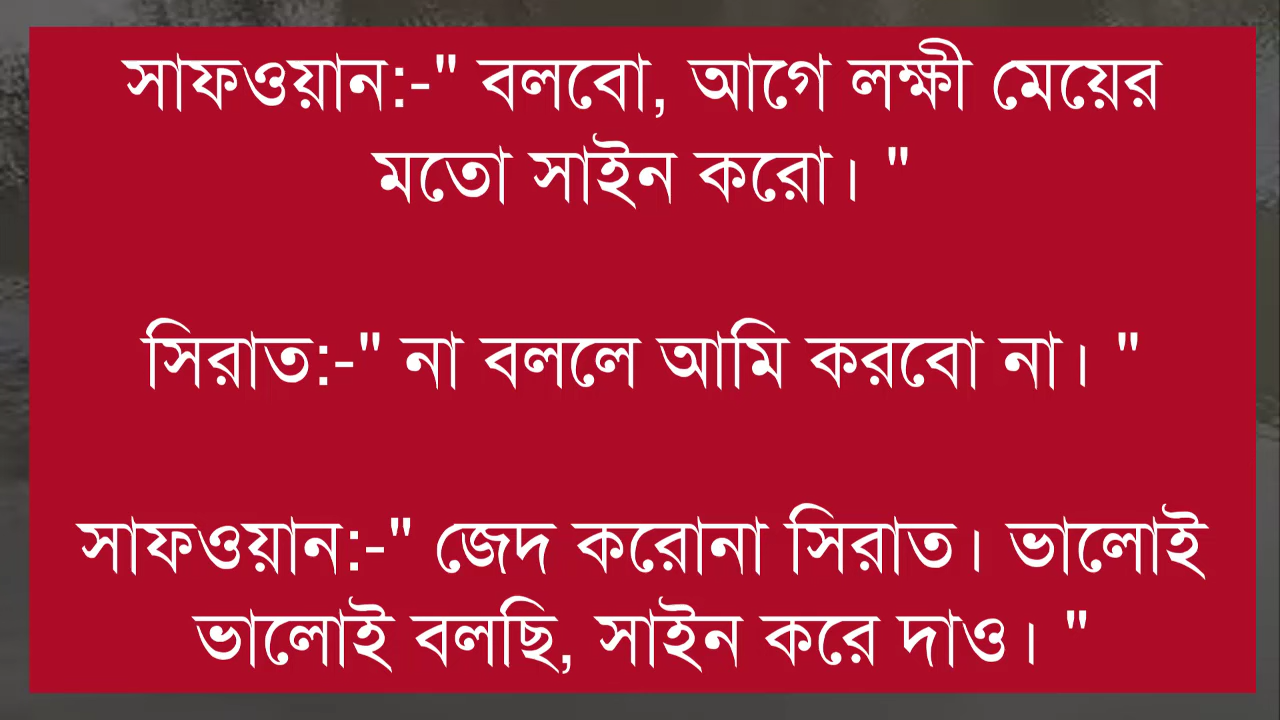 সাফওয়ান:-" বলবো, আগে লক্ষী মেয়ের
মতো সাইন করো। "
সিরাত:-" না বললে আমি করবো না। "
সাফওয়ান:-" জেদ করোনা সিরাত। ভালোই
ভালোই বলছি, সাইন করে দাও। "